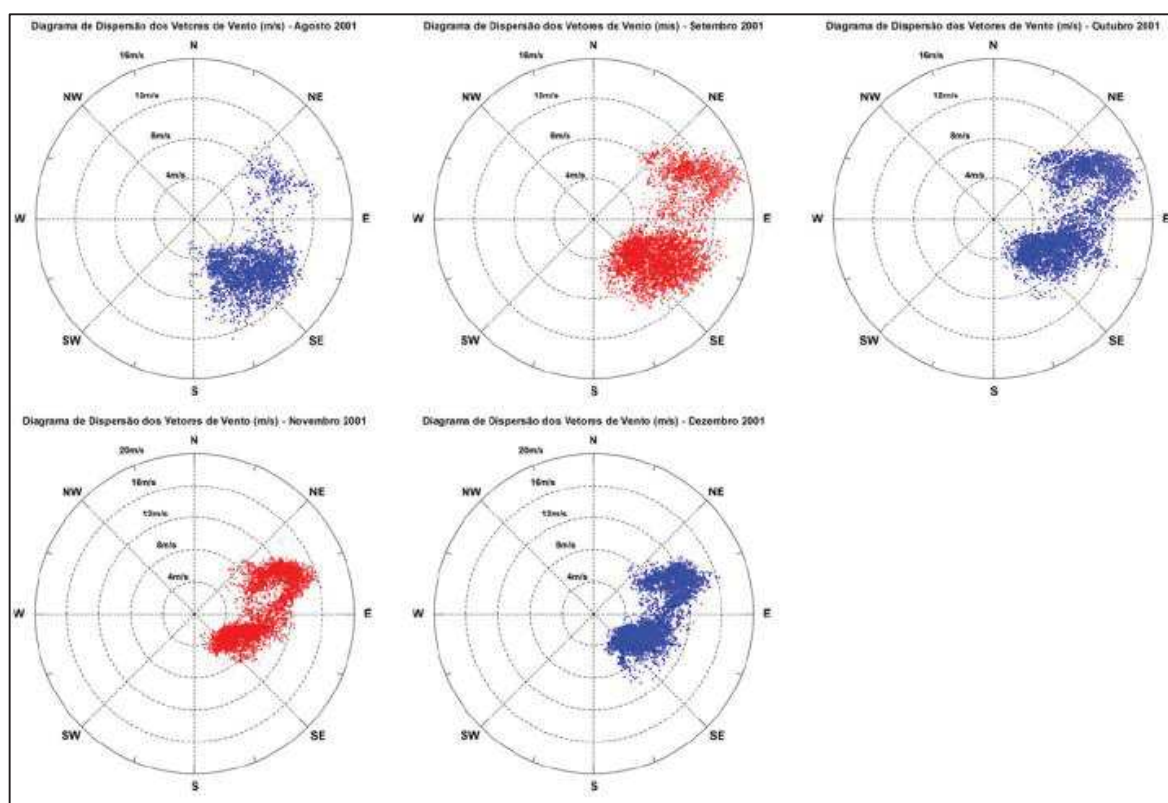 Diagrama de Dispersão dos Vetores de Vento (m/s) - Agosto 2001
N
16m/s
NW
NE
12m/s
8m/s
4m/s
W
E
SW
SE
S
Diagrama de Dispersão dos Vetores de Vento (m/s) - Setembro 2001
N
16m/s
NW
NE
12m/s
8m/s
4m/s
W
E
SW
SE
S
Diagrama de Dispersão dos Vetores de Vento (m/s) - Outubro 2001
N
16m/s
NW
NE
12m/s
8m/s
4m/s
W
E
SW
SE
S
Diagrama de Dispersão dos Vetores de Vento (m/s) - Novembro 2001
N
20m/s
NW
NE
16m/s
12m/s
8m/s
4m/s
W
E
SW
SE
S
Diagrama de Dispersão dos Vetores de Vento (m/s) - Dezembro 2001
N
20m/s
NW
NE
16m/s
12m/s
8m/s
4m/s
W
E
SW
SE
S